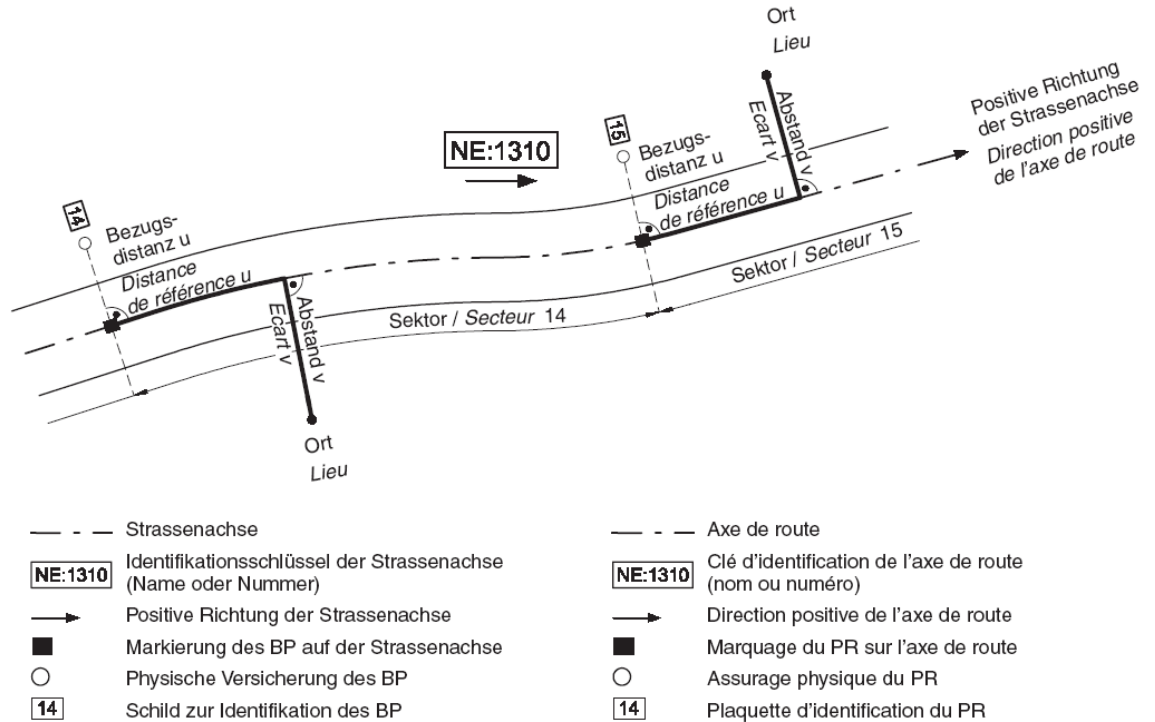 Ort
Lieu
Abstand v
Ecart v
Positive Richtung
der Strassenachse
Direction positive
de l'axe de route
15
Bezugs-
distanz u
Distance
de référence u
NE:1310
14
Bezugs-
distanz u
Distance
de référence u
Sektor / Secteur 15
Sektor / Secteur 14
Abstand v
Ecart v
Ort
Lieu
Strassenachse
NE:1310 Identifikationsschlüssel der Strassenachse
(Name oder Nummer)
Positive Richtung der Strassenachse
Markierung des BP auf der Strassenachse
Physische Versicherung des BP
14 Schild zur Identifikation des BP
Axe de route
NE:1310 Clé d'identification de l'axe de route
(nom ou numéro)
Direction positive de l'axe de route
Marquage du PR sur l'axe de route
Assurage physique du PR
14 Plaquette d'identification du PR